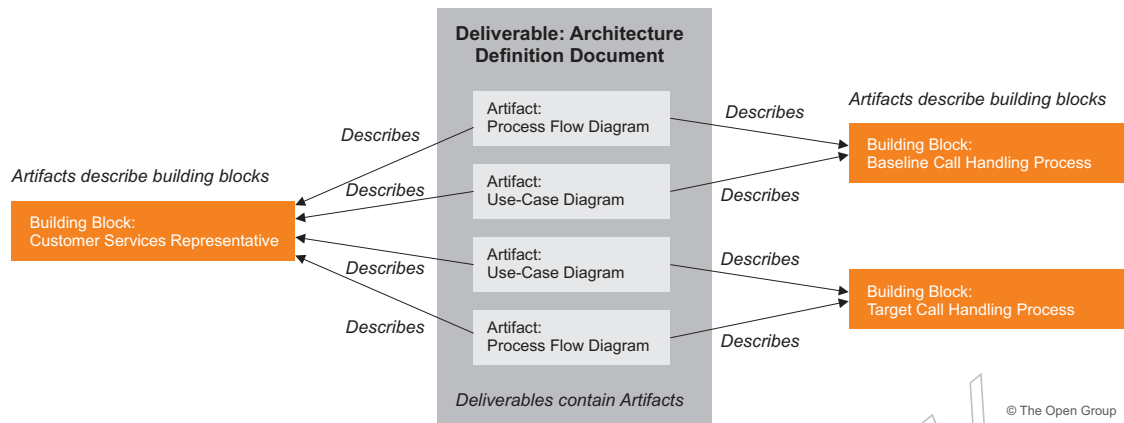 Deliverable: Architecture
Definition Document
Artifacts describe building blocks
Building Block:
Customer Services Representative
Describes
Describes
Describes
Describes
Artifact:
Process Flow Diagram
Artifact:
Use-Case Diagram
Artifact:
Use-Case Diagram
Artifact:
Process Flow Diagram
Deliverables contain Artifacts
Describes
Describes
Describes
Describes
Artifacts describe building blocks
Building Block:
Baseline Call Handling Process
Building Block:
Target Call Handling Process
© The Open Group